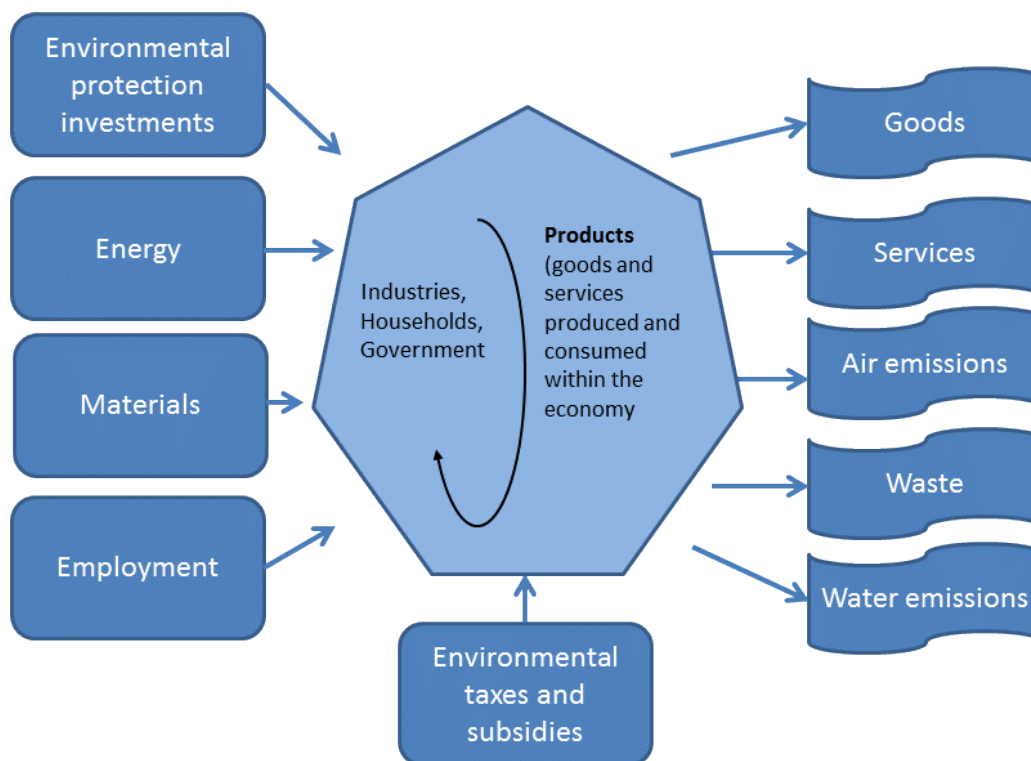 Environmental
protection
investments
Energy
Materials
Employment
Industries,
Households,
Government
Products
(goods and
services
produced and
consumed
within the
economy
Environmental
taxes and
subsidies
Goods
Services
Air emissions
Waste
Water emissions